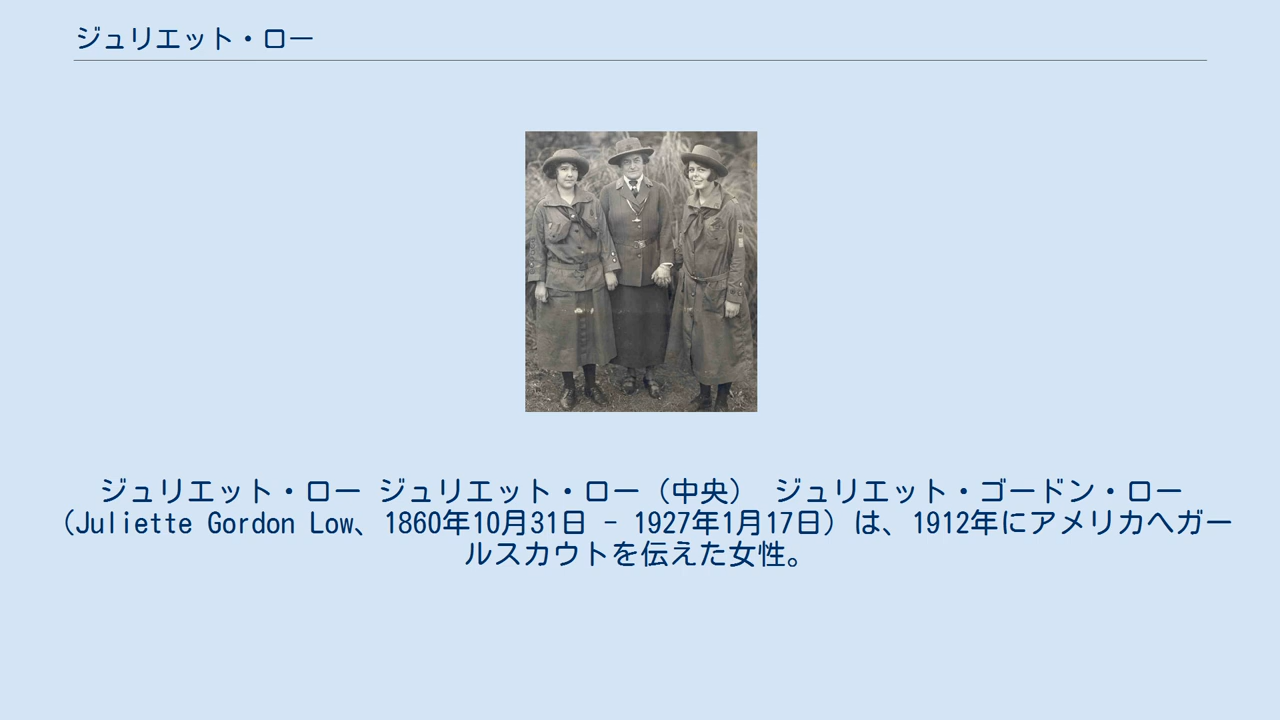 ジュリエット・ロー
ジュリエット・ロー ジュリエット・ロー（中央） ジュリエット・ゴードン・ロー
（Juliette Gordon Low、1860年10月31日 - 1927年1月17日）は、1912年にアメリカへガー
ルスカウトを伝えた女性。